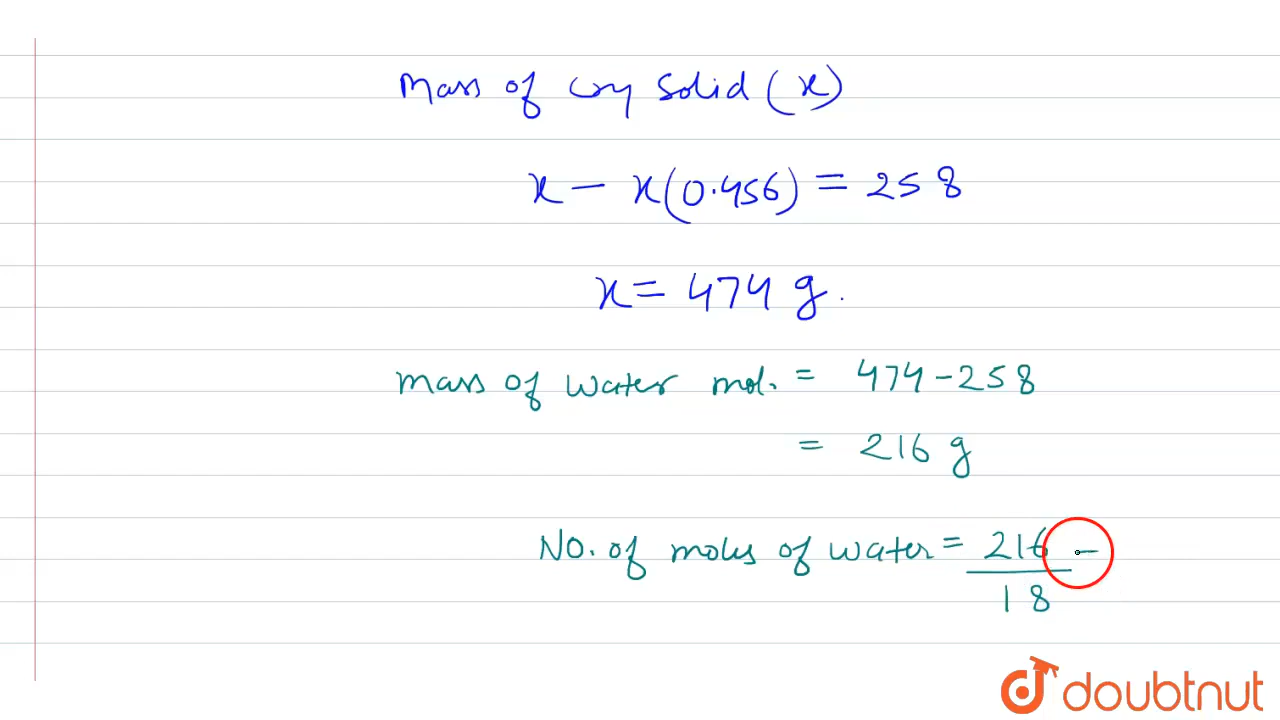 Mass of cry solid (x)
x - x(0.456) = 258
x = 474 g.
mass of water mol. = 474 - 258
= 216 g
NO. of moles of water = 216 -
18
doubtnut